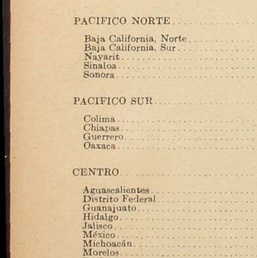 PACIFICO NORTE
Baja California, Norte
Baja California, Sur
Nayarit
Sinaloa
Sonora
PACIFICO SUR
Colima
Chiapas
Guerrero
Oaxaca
CENTRO
Aguascalientes
Distrito Federal
Guanajuato
Hidalgo
Jalisco
México
Michoacán
Morelos